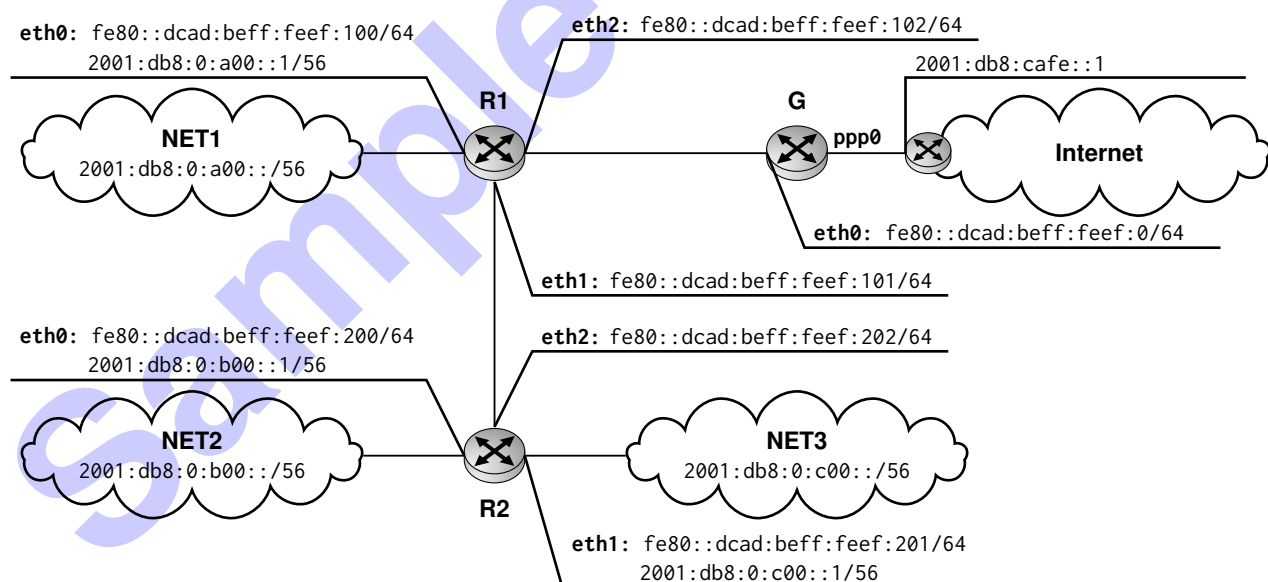 eth0: fe80::dcad:beff:feef:100/64
2001:db8:0:a00::1/56
eth2: fe80::dcad:beff:feef:102/64
2001:db8:cafe::1
R1
G
ppp0
NET1
2001:db8:0:a00::/56
Internet
eth0: fe80::dcad:beff:feef:0/64
eth1: fe80::dcad:beff:feef:101/64
eth0: fe80::dcad:beff:feef:200/64
2001:db8:0:b00::1/56
eth2: fe80::dcad:beff:feef:202/64
NET2
2001:db8:0:b00::/56
NET3
2001:db8:0:c00::/56
R2
eth1: fe80::dcad:beff:feef:201/64
2001:db8:0:c00::1/56
Sample